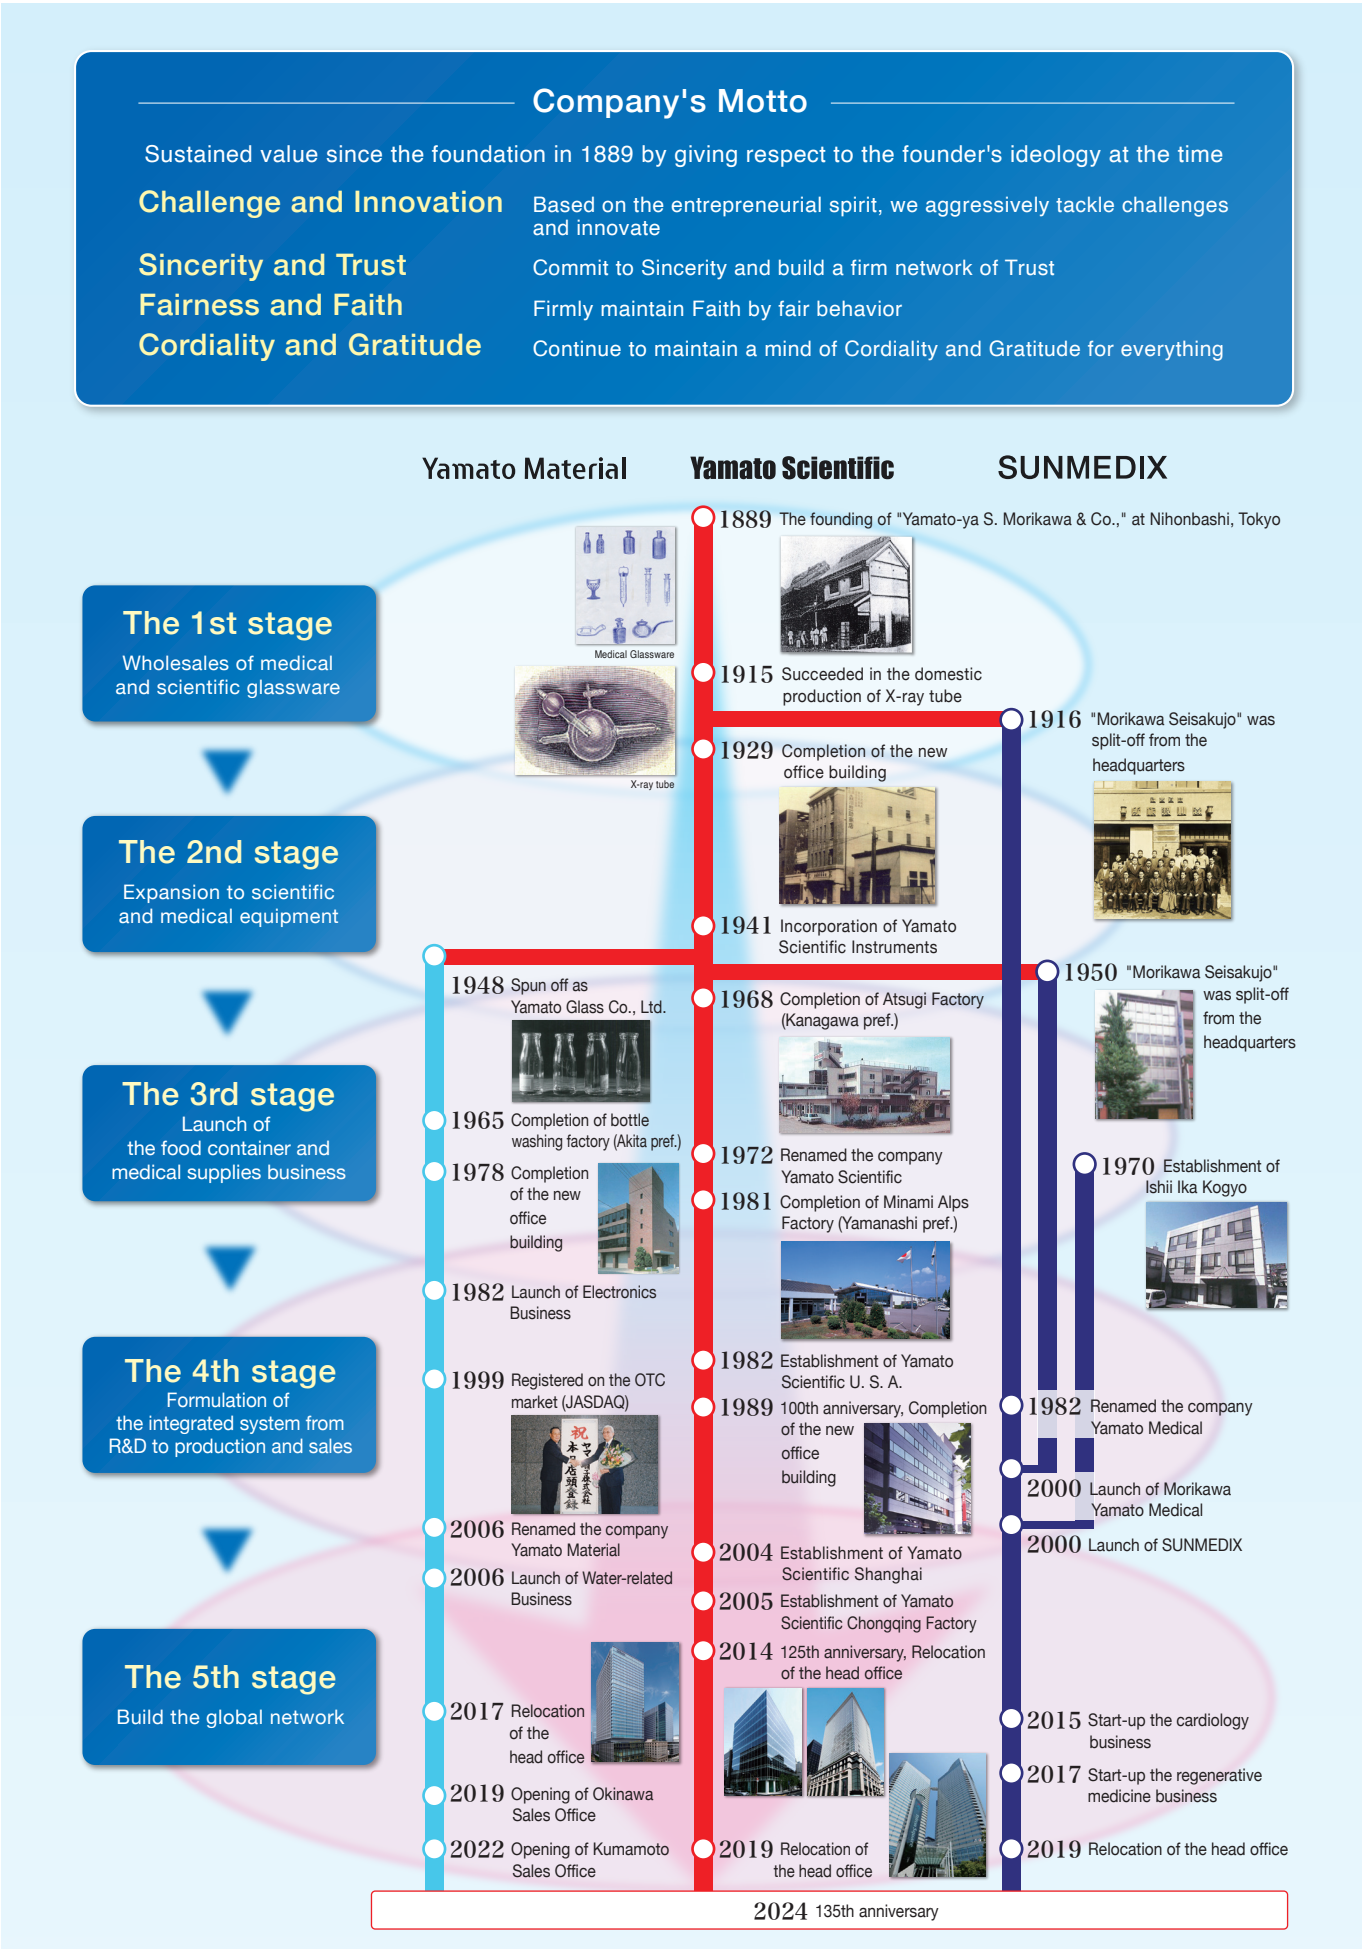 Company's Motto
Sustained value since the foundation in 1889 by giving respect to the founder's ideology at the time
Challenge and Innovation
Based on the entrepreneurial spirit, we aggressively tackle challenges
and innovate
Sincerity and Trust
Commit to Sincerity and build a firm network of Trust
Fairness and Faith
Firmly maintain Faith by fair behavior
Cordiality and Gratitude
Continue to maintain a mind of Cordiality and Gratitude for everything
The 1st stage
Wholesales of medical
and scientific glassware
The 2nd stage
Expansion to scientific
and medical equipment
The 3rd stage
Launch of
the food container and
medical supplies business
The 4th stage
Formulation of
the integrated system from
R&D to production and sales
The 5th stage
Build the global network
Yamato Material
Medical Glassware
X-ray tube
1948 Spun off as
Yamato Glass Co., Ltd.
1965 Completion of bottle
washing factory (Akita pref.)
1978 Completion
of the new
office
building
1982 Launch of Electronics
Business
1999 Registered on the OTC
market (JASDAQ)
祝
2006 Renamed the company
Yamato Material
2006 Launch of Water-related
Business
2017 Relocation
of the
head office
2019 Opening of Okinawa
Sales Office
2022 Opening of Kumamoto
Sales Office
Yamato Scientific
1889 The founding of "Yamato-ya S. Morikawa & Co.," at Nihonbashi, Tokyo
1915 Succeeded in the domestic
production of X-ray tube
1929 Completion of the new
office building
1941 Incorporation of Yamato
Scientific Instruments
1968 Completion of Atsugi Factory
(Kanagawa pref.)
1972 Renamed the company
Yamato Scientific
1981 Completion of Minami Alps
Factory (Yamanashi pref.)
1982 Establishment of Yamato
Scientific U. S. A.
1989 100th anniversary, Completion
of the new
office
building
2004 Establishment of Yamato
Scientific Shanghai
2005 Establishment of Yamato
Scientific Chongqing Factory
2014 125th anniversary, Relocation
of the head office
2019 Relocation of
the head office
SUNMEDIX
1916 "Morikawa Seisakujo" was
split-off from the
headquarters
1950 "Morikawa Seisakujo"
was split-off
from the
headquarters
1970 Establishment of
Ishii Ika Kogyo
1982 Renamed the company
Yamato Medical
2000 Launch of Morikawa
Yamato Medical
2000 Launch of SUNMEDIX
2015 Start-up the cardiology
business
2017 Start-up the regenerative
medicine business
2019 Relocation of the head office
2024 135th anniversary